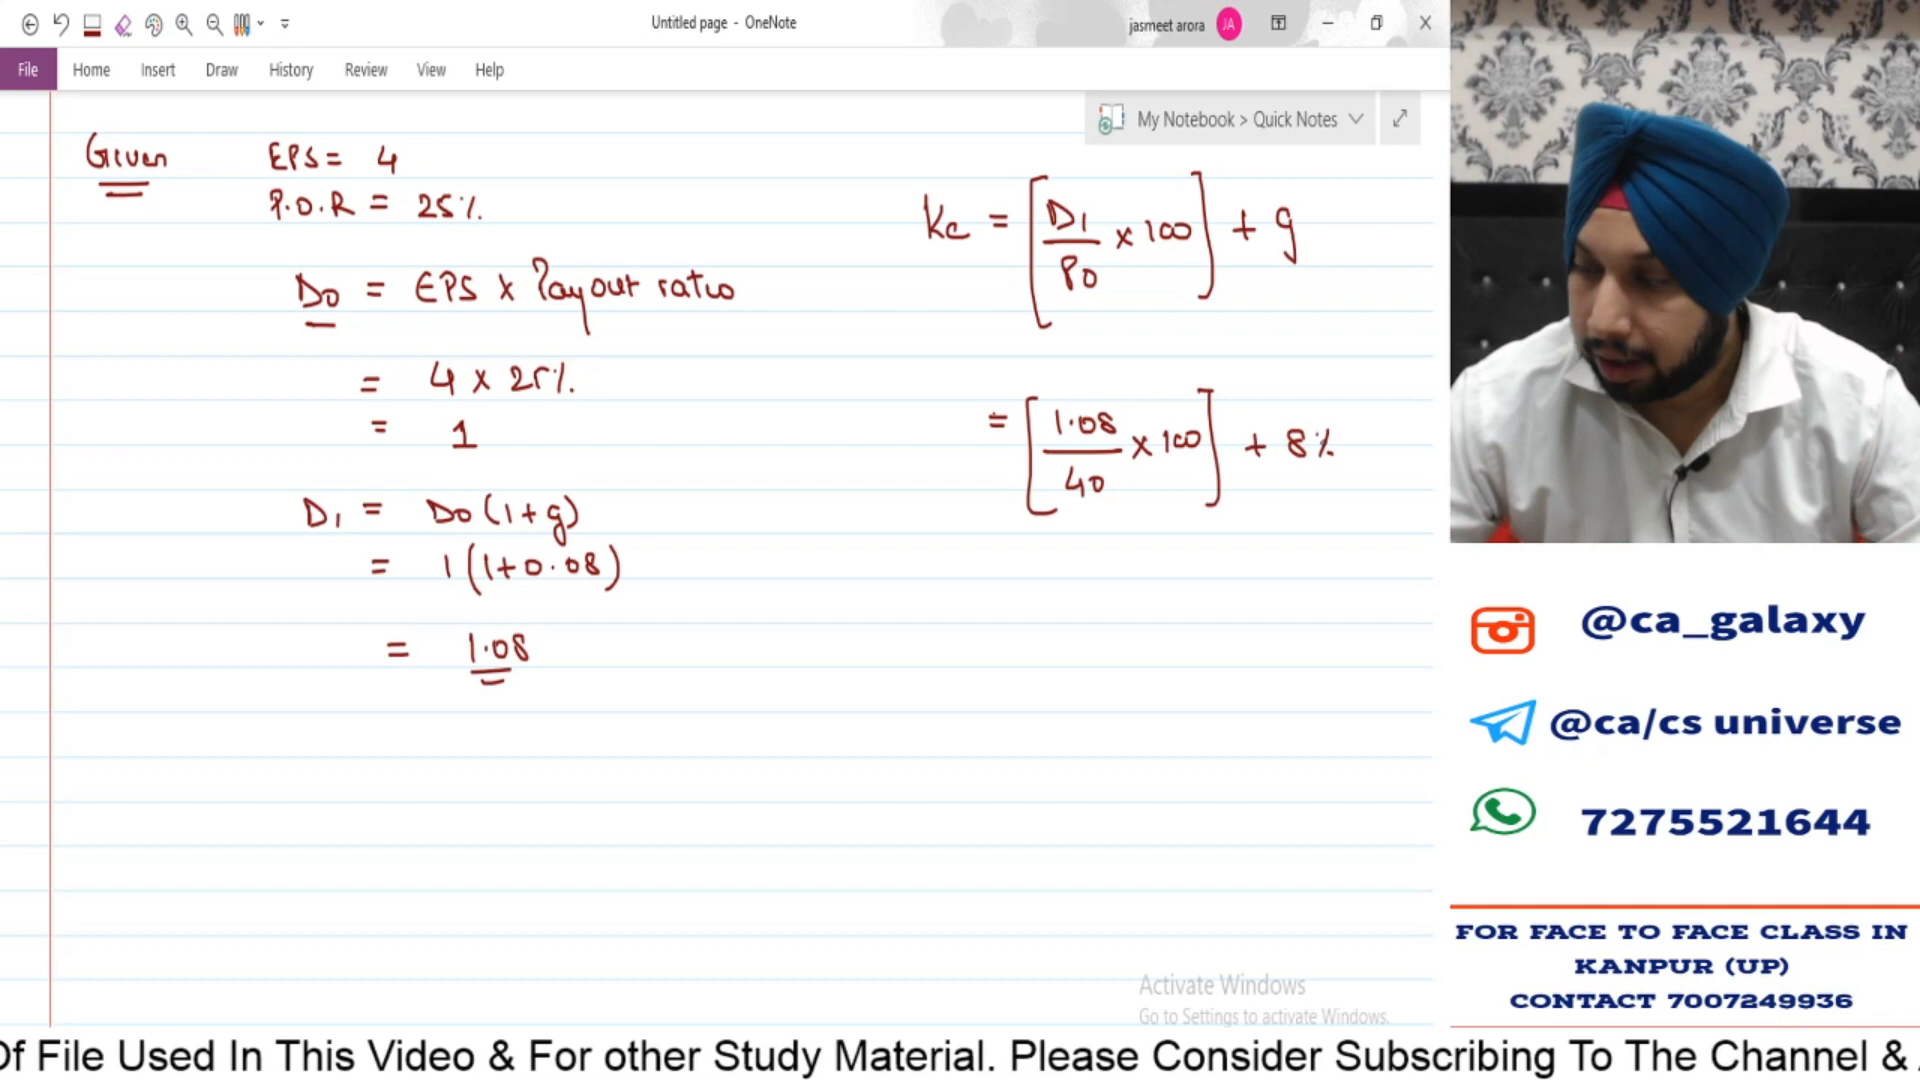 Untitled page - OneNote
jasmeet arora
JA
File Home Insert Draw History Review View Help
My Notebook > Quick Notes
Given
EPS = 4
P.O.R = 25%
D0 = EPS x Payout ratio
= 4 x 25%
= 1
D1 = D0 (1+g)
= 1 (1+0.08)
= 1.08
Ke = [D1/P0 x 100] + g
= [1.08/40 x 100] + 8%
@ca_galaxy
@ca/cs universe
7275521644
FOR FACE TO FACE CLASS IN
KANPUR (UP)
CONTACT 7007249936
Activate Windows
Go to Settings to activate Windows.
Of File Used In This Video & For other Study Material. Please Consider Subscribing To The Channel &